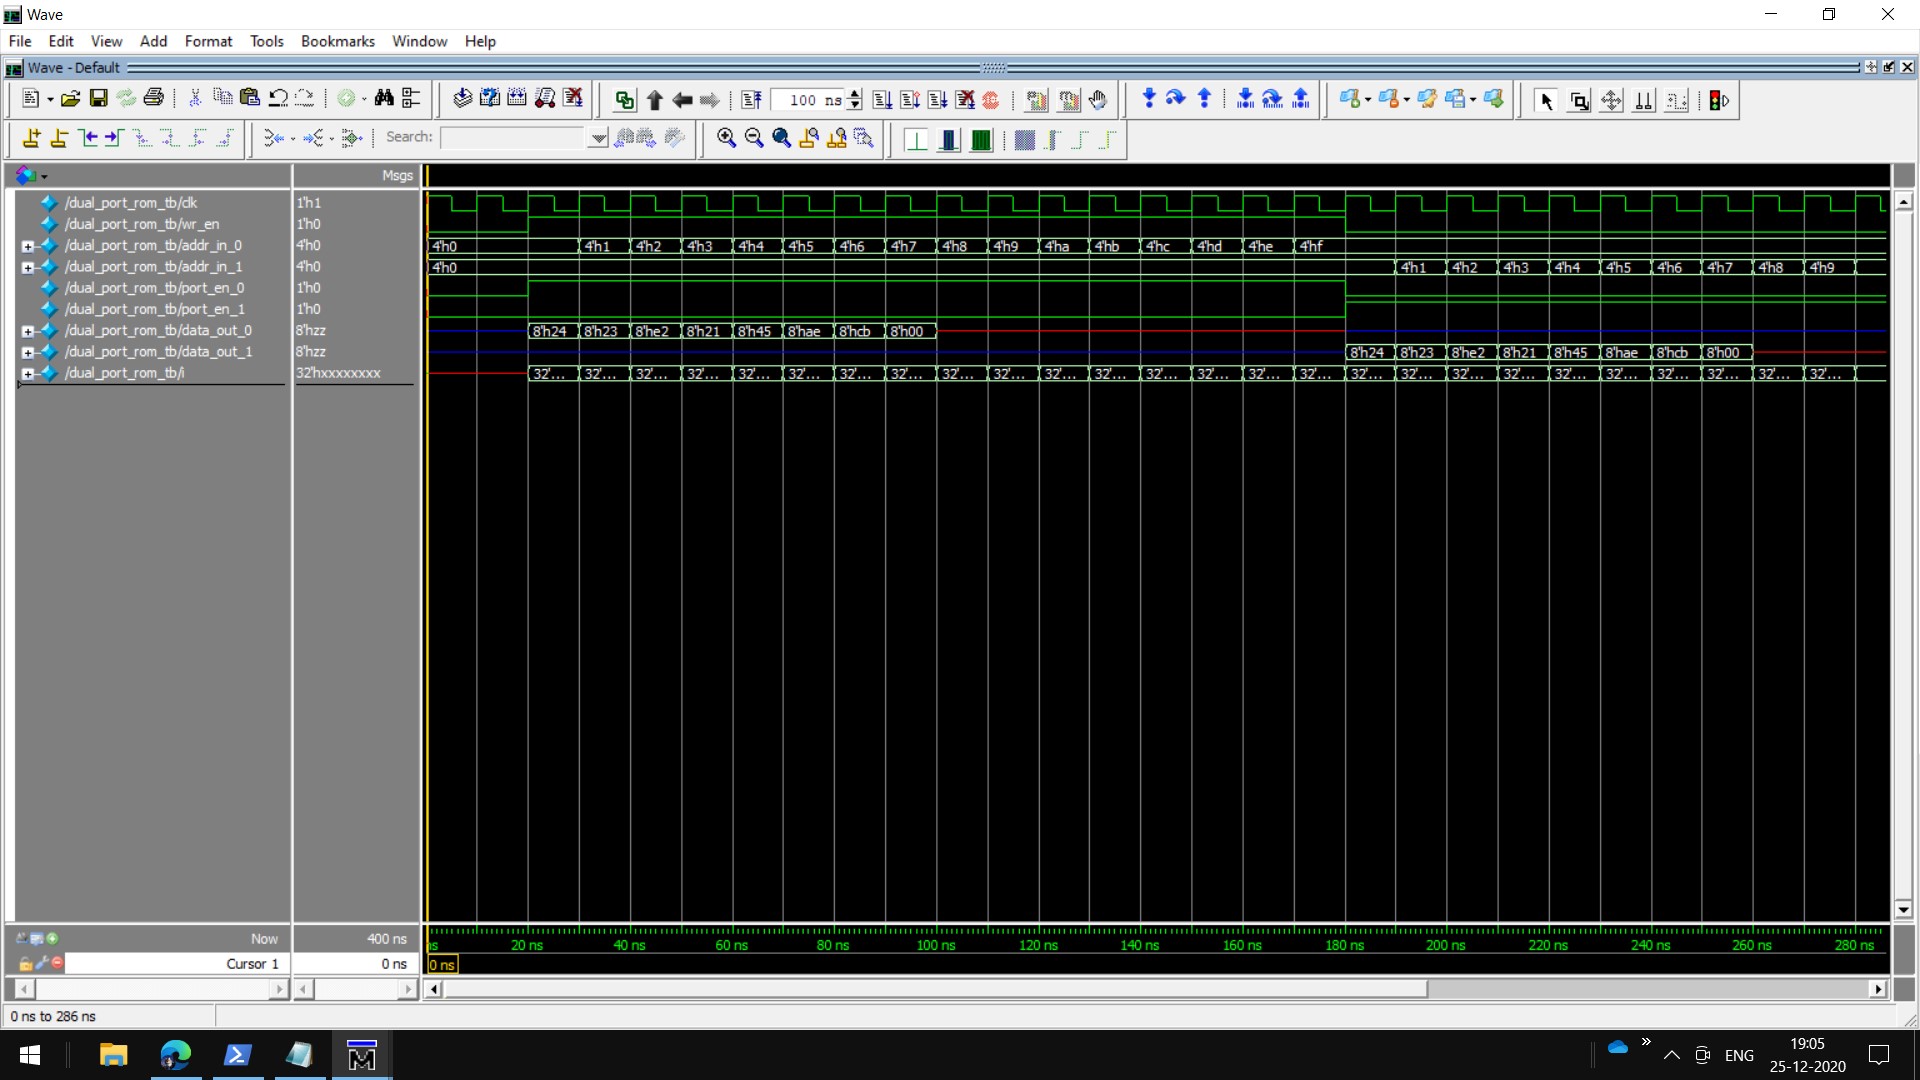 Wave
File Edit View Add Format Tools Bookmarks Window Help
Wave - Default
100 ns
Search:
Msgs
/dual_port_rom_tb/clk 1'h1
/dual_port_rom_tb/wr_en 1'h0
/dual_port_rom_tb/addr_in_0 4'h0 4'h0 4'h1 4'h2 4'h3 4'h4 4'h5 4'h6 4'h7 4'h8 4'h9 4'ha 4'hb 4'hc 4'hd 4'he 4'hf
/dual_port_rom_tb/addr_in_1 4'h0 4'h0 4'h1 4'h2 4'h3 4'h4 4'h5 4'h6 4'h7 4'h8 4'h9
/dual_port_rom_tb/port_en_0 1'h0
/dual_port_rom_tb/port_en_1 1'h0
/dual_port_rom_tb/data_out_0 8'hzz 8'h24 8'h23 8'he2 8'h21 8'h45 8'hae 8'hcb 8'h00
/dual_port_rom_tb/data_out_1 8'hzz 8'h24 8'h23 8'he2 8'h21 8'h45 8'hae 8'hcb 8'h00
/dual_port_rom_tb/i 32'hxxxxxxxx 32'... 32'... 32'... 32'... 32'... 32'... 32'... 32'... 32'... 32'... 32'... 32'... 32'... 32'... 32'... 32'... 32'... 32'... 32'... 32'... 32'... 32'... 32'... 32'... 32'... 32'...
Now 400 ns ns 20 ns 40 ns 60 ns 80 ns 100 ns 120 ns 140 ns 160 ns 180 ns 200 ns 220 ns 240 ns 260 ns 280 ns
Cursor 1 0 ns 0 ns
0 ns to 286 ns
ENG
19:05
25-12-2020